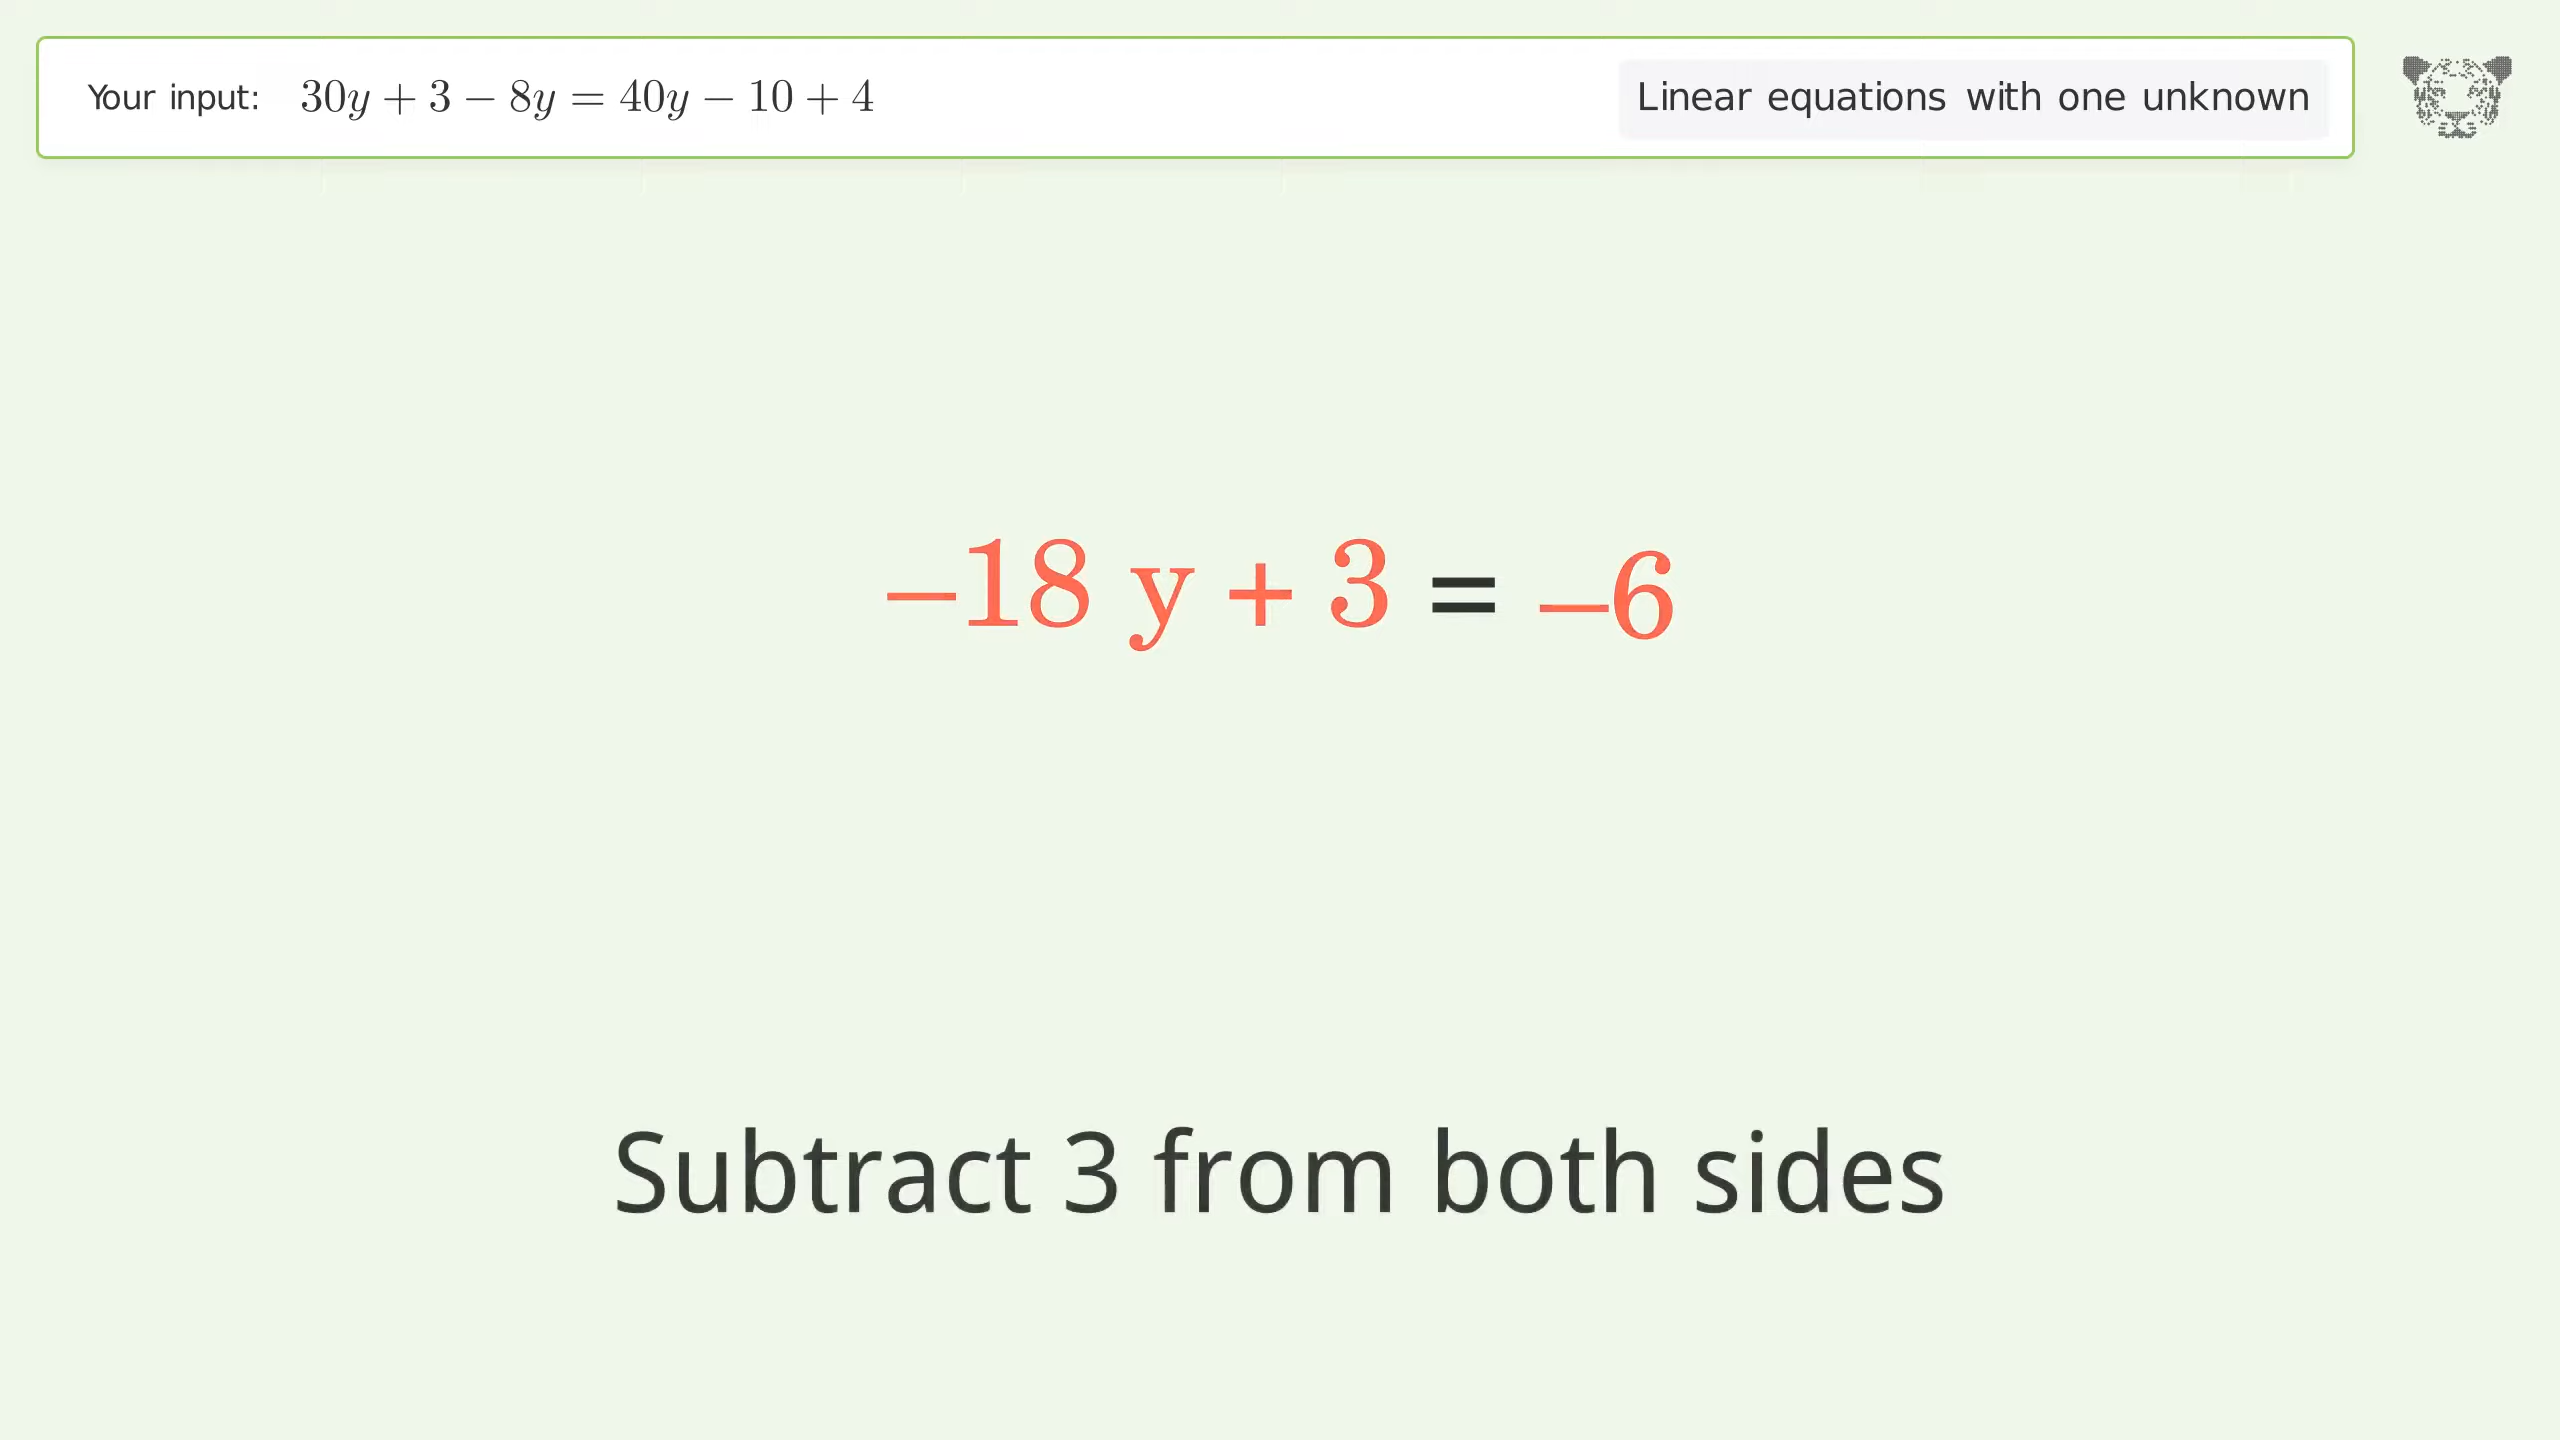 Your input: 30y + 3 − 8y = 40y − 10 + 4
Linear equations with one unknown
−18 y + 3 = −6
Subtract 3 from both sides